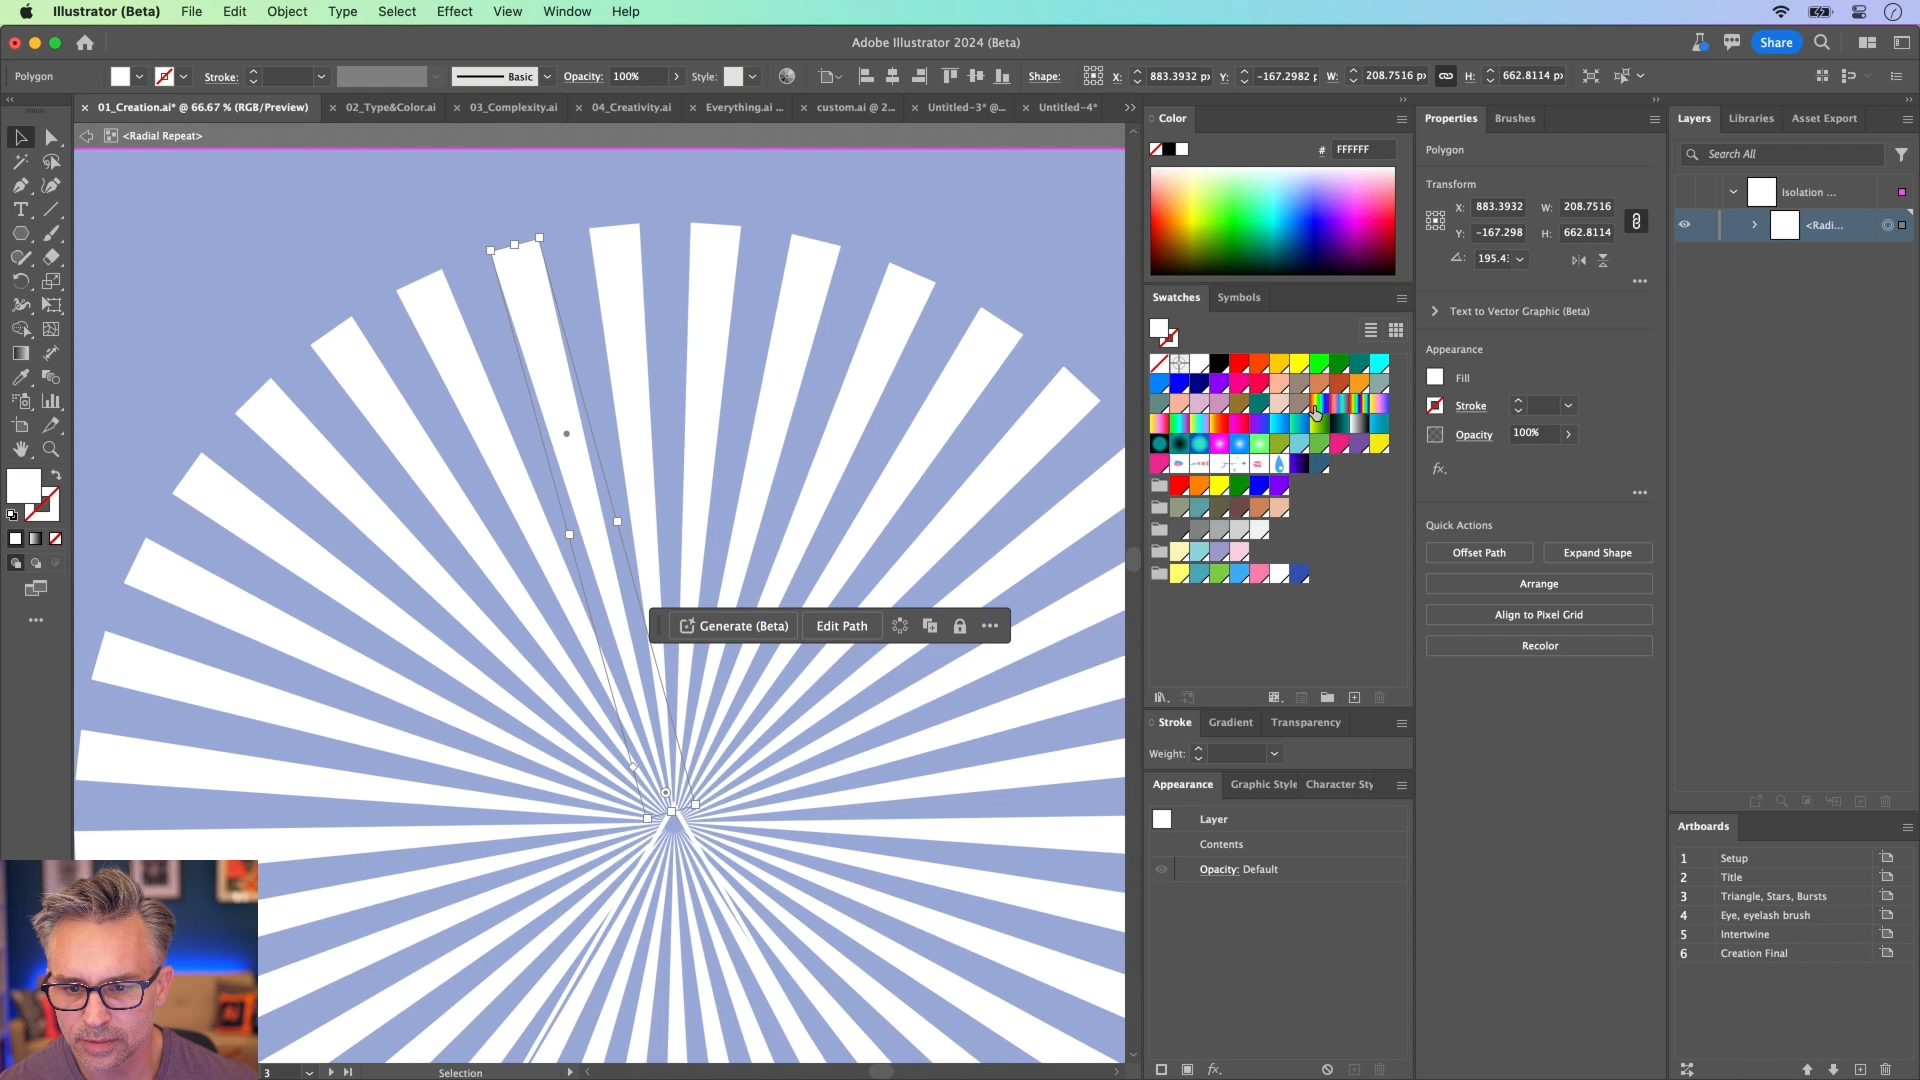 Illustrator (Beta) File Edit Object Type Select Effect View Window Help
Adobe Illustrator 2024 (Beta)
Share
Polygon Stroke: Basic Opacity: 100% Style: Shape: X: 883.3932 px Y: -167.2982 p W: 208.7516 px H: 662.8114 px
× 01_Creation.ai* @ 66.67 % (RGB/Preview) × 02_Type&Color.ai × 03_Complexity.ai × 04_Creativity.ai × Everything.ai ... × custom.ai @ 2... × Untitled-3* @... × Untitled-4*
<Radial Repeat>
Color
# FFFFFF
Swatches Symbols
Stroke Gradient Transparency
Weight:
Appearance Graphic Style Character Sty
Layer
Contents
Opacity: Default
Properties Brushes
Polygon
Transform
X: 883.3932 W: 208.7516
Y: -167.298 H: 662.8114
195.4
Text to Vector Graphic (Beta)
Appearance
Fill
Stroke
Opacity 100%
fx.
Quick Actions
Offset Path Expand Shape
Arrange
Align to Pixel Grid
Recolor
Layers Libraries Asset Export
Search All
Isolation ...
<Radi...
Artboards
1 Setup
2 Title
3 Triangle, Stars, Bursts
4 Eye, eyelash brush
5 Intertwine
6 Creation Final
Generate (Beta) Edit Path
3 Selection
fx.